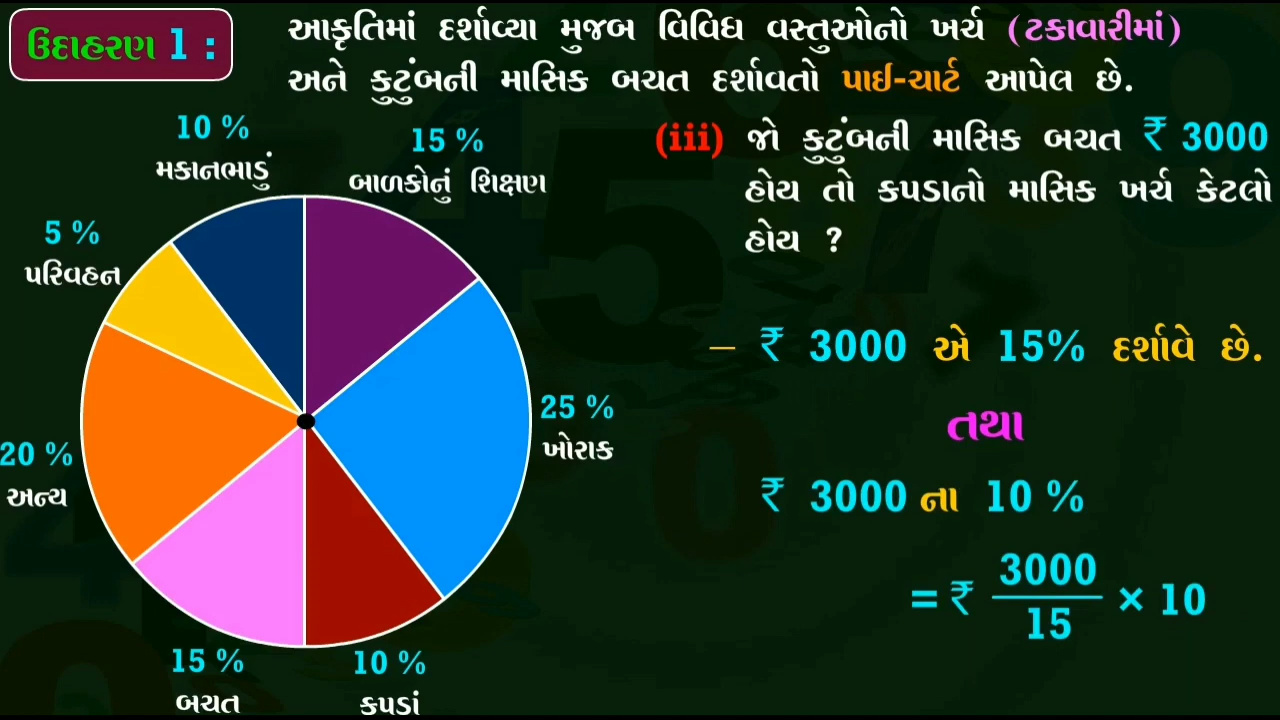 ઉદાહરણ 1 :
આકૃતિમાં દર્શાવ્યા મુજબ વિવિધ વસ્તુઓનો ખર્ચ (ટકાવારીમાં)
અને કુટુંબની માસિક બચત દર્શાવતો પાઈ-ચાર્ટ આપેલ છે.
(iii) જો કુટુંબની માસિક બચત ₹ 3000
હોય તો કપડાનો માસિક ખર્ચ કેટલો
હોય ?
10 %
મકાનભાડું
15 %
બાળકોનું શિક્ષણ
5 %
પરિવહન
25 %
ખોરાક
20 %
અન્ય
15 %
બચત
10 %
કપડાં
– ₹ 3000 એ 15% દર્શાવે છે.
તથા
₹ 3000 ના 10 %
= ₹ 3000/15 × 10